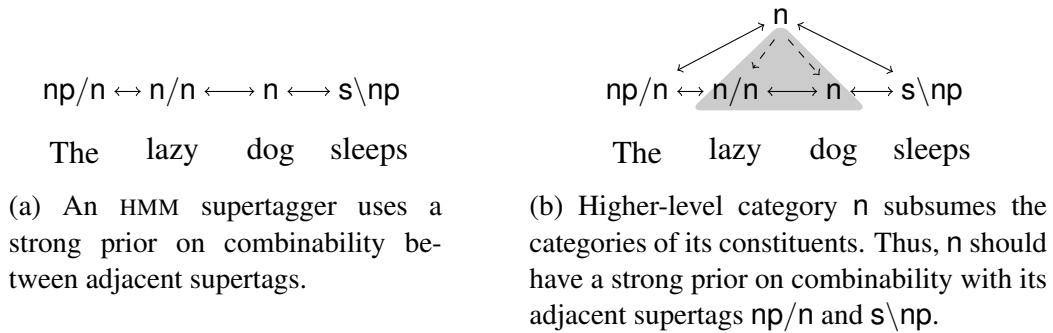 np/n ↔ n/n ↔ n ↔ s\np
The lazy dog sleeps
(a) An HMM supertagger uses a
strong prior on combinability be-
tween adjacent supertags.
n
np/n ↔ n/n ↔ n ↔ s\np
The lazy dog sleeps
(b) Higher-level category n subsumes the
categories of its constituents. Thus, n should
have a strong prior on combinability with its
adjacent supertags np/n and s\np.